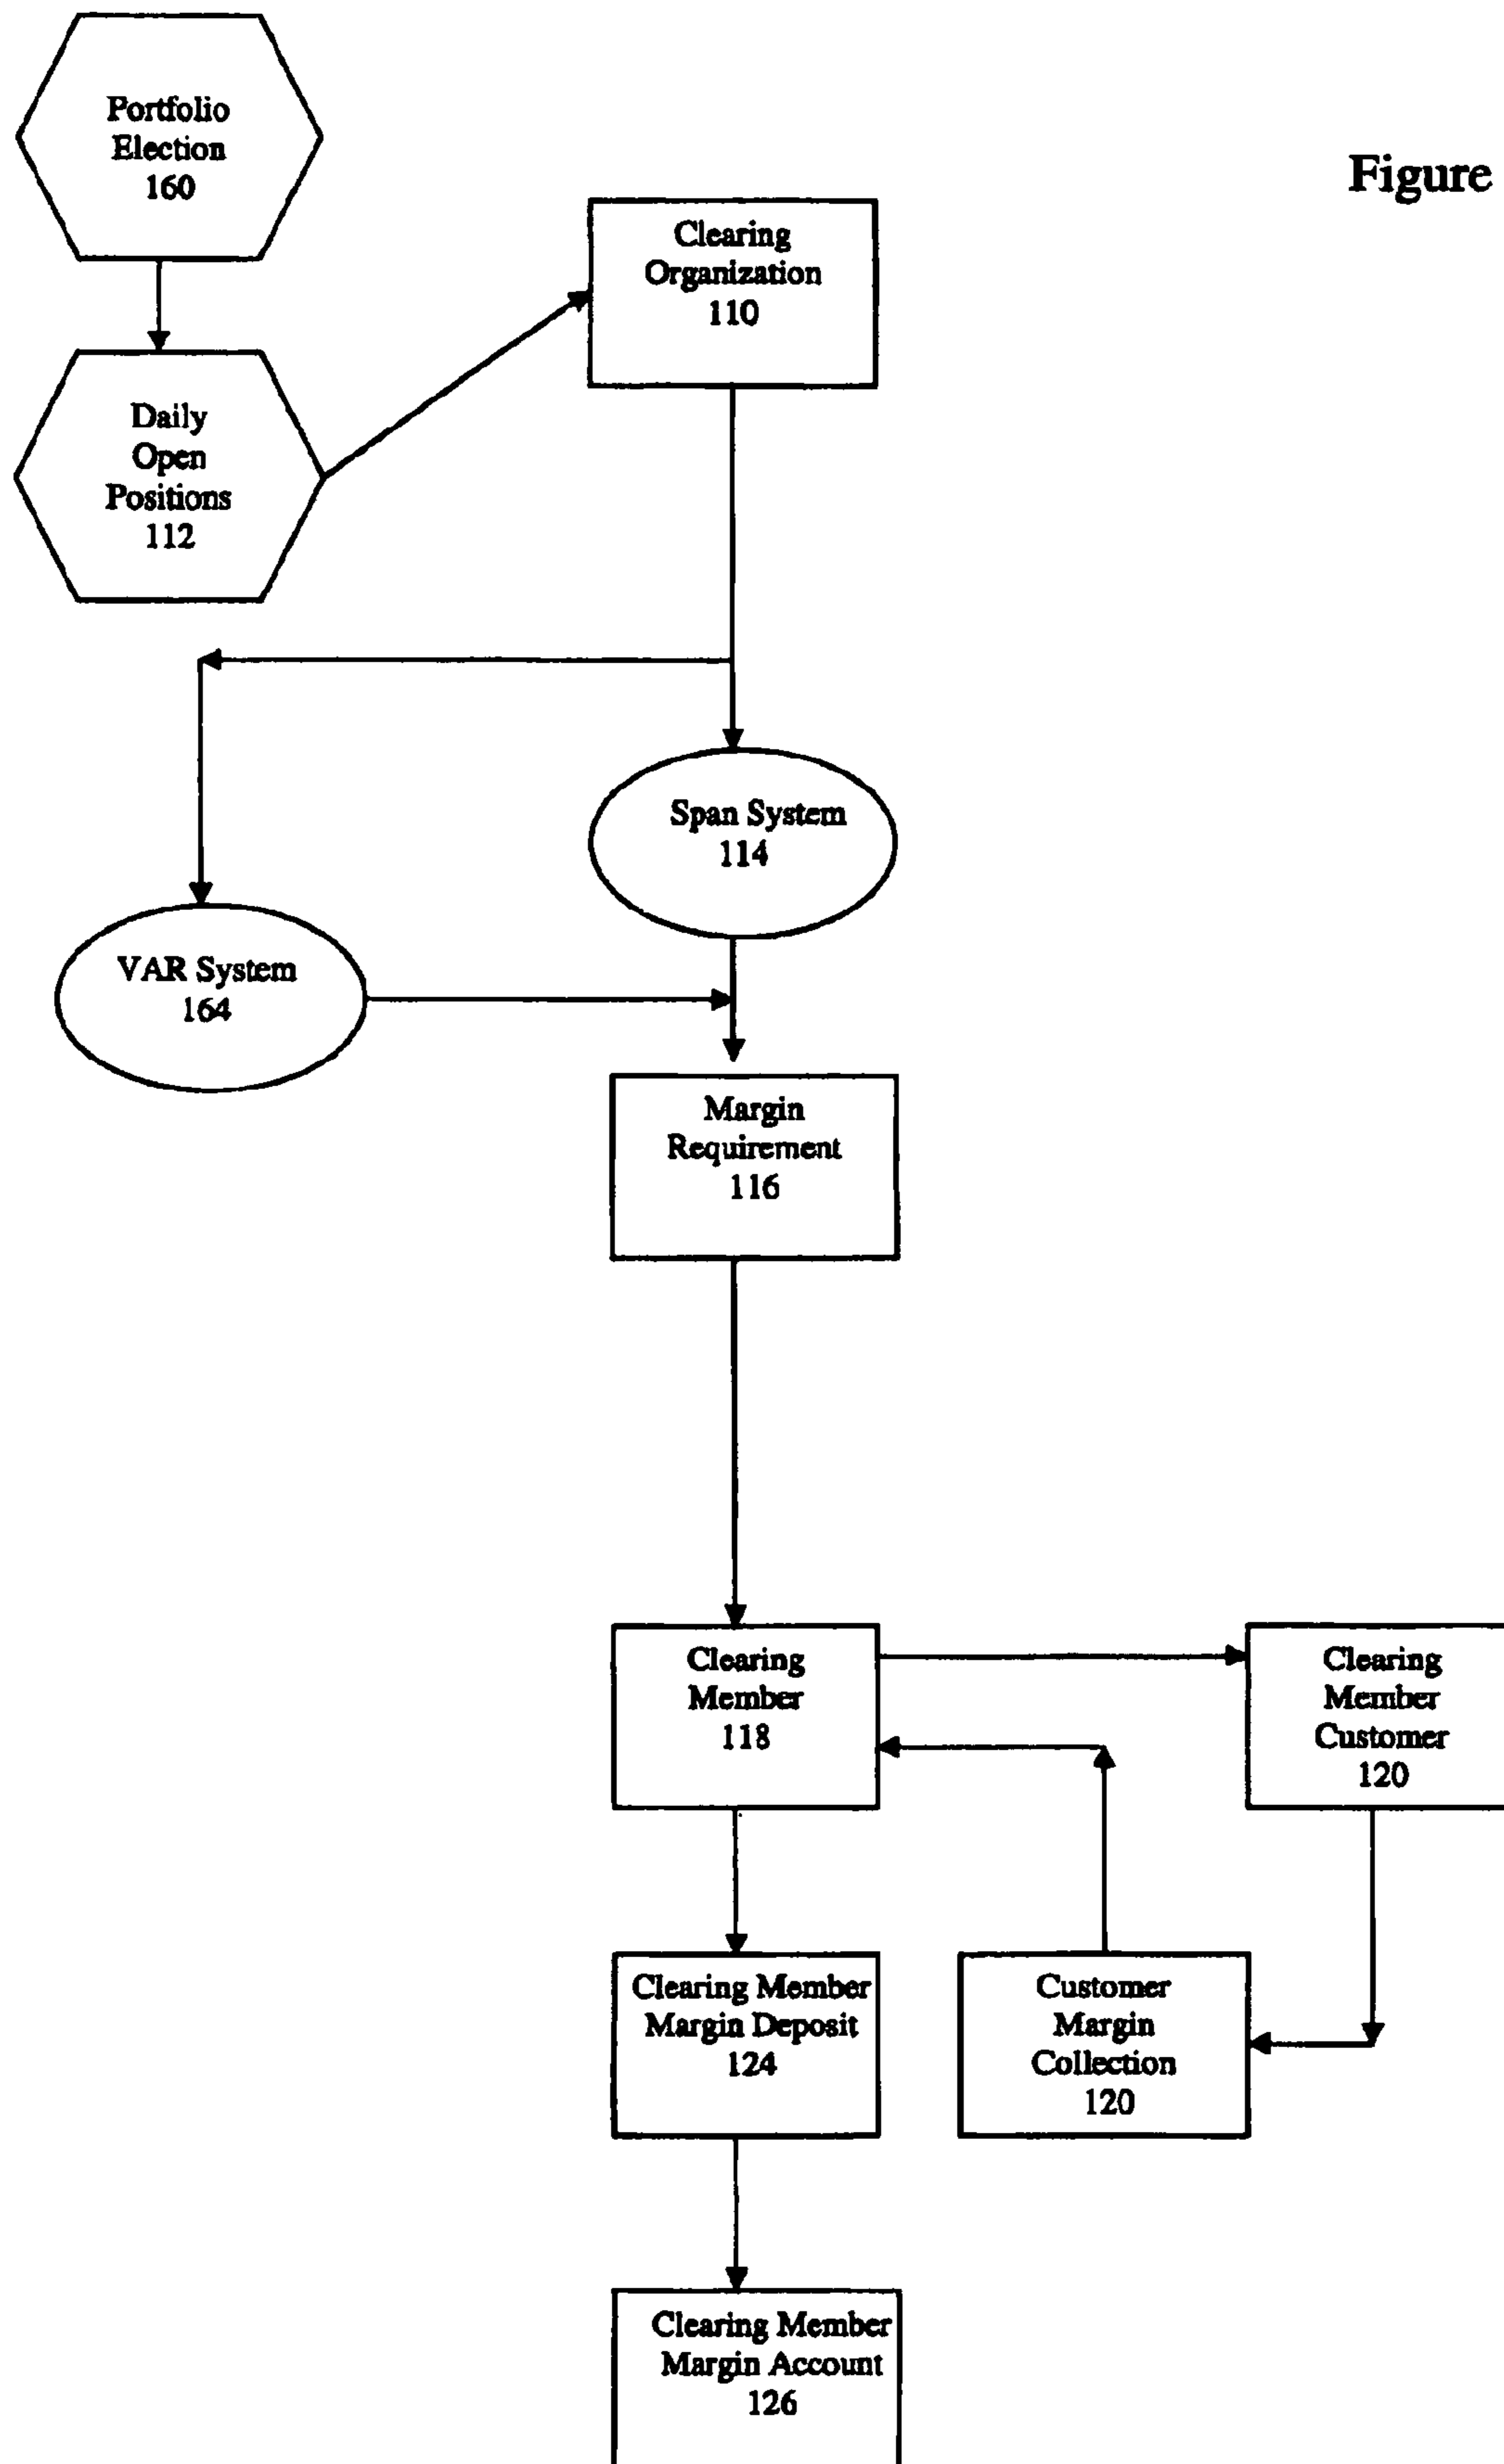 Portfolio
Election
160
Figure
Clearing
Organization
110
Daily
Open
Positions
112
Span System
114
VAR System
164
Margin
Requirement
116
Clearing
Member
118
Clearing
Member
Customer
120
Clearing Member
Margin Deposit
124
Customer
Margin
Collection
120
Clearing Member
Margin Account
126